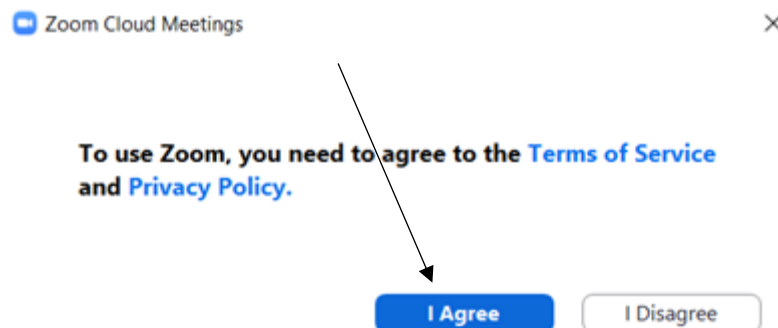 Zoom Cloud Meetings
To use Zoom, you need to agree to the Terms of Service
and Privacy Policy.
I Agree
I Disagree